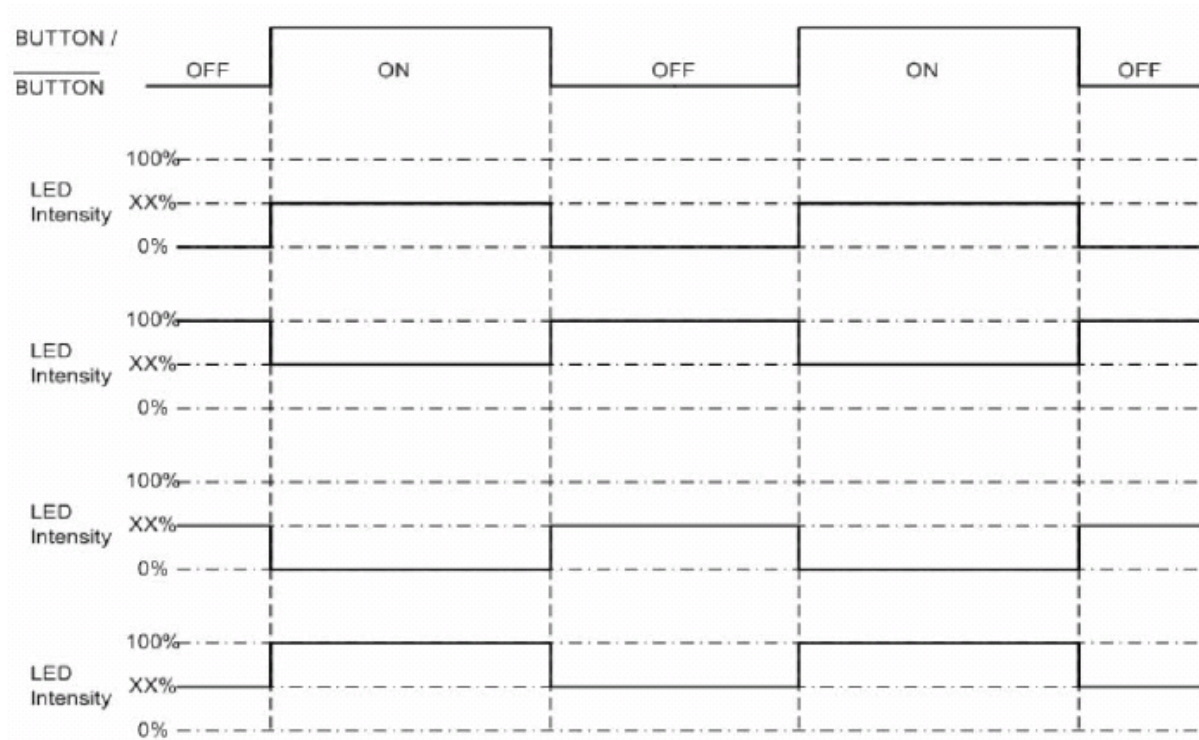 BUTTON /
OFF ON OFF ON OFF
BUTTON
100%
LED
Intensity
XX%
0%
100%
LED
Intensity
XX%
0%
100%
LED
Intensity
XX%
0%
100%
LED
Intensity
XX%
0%